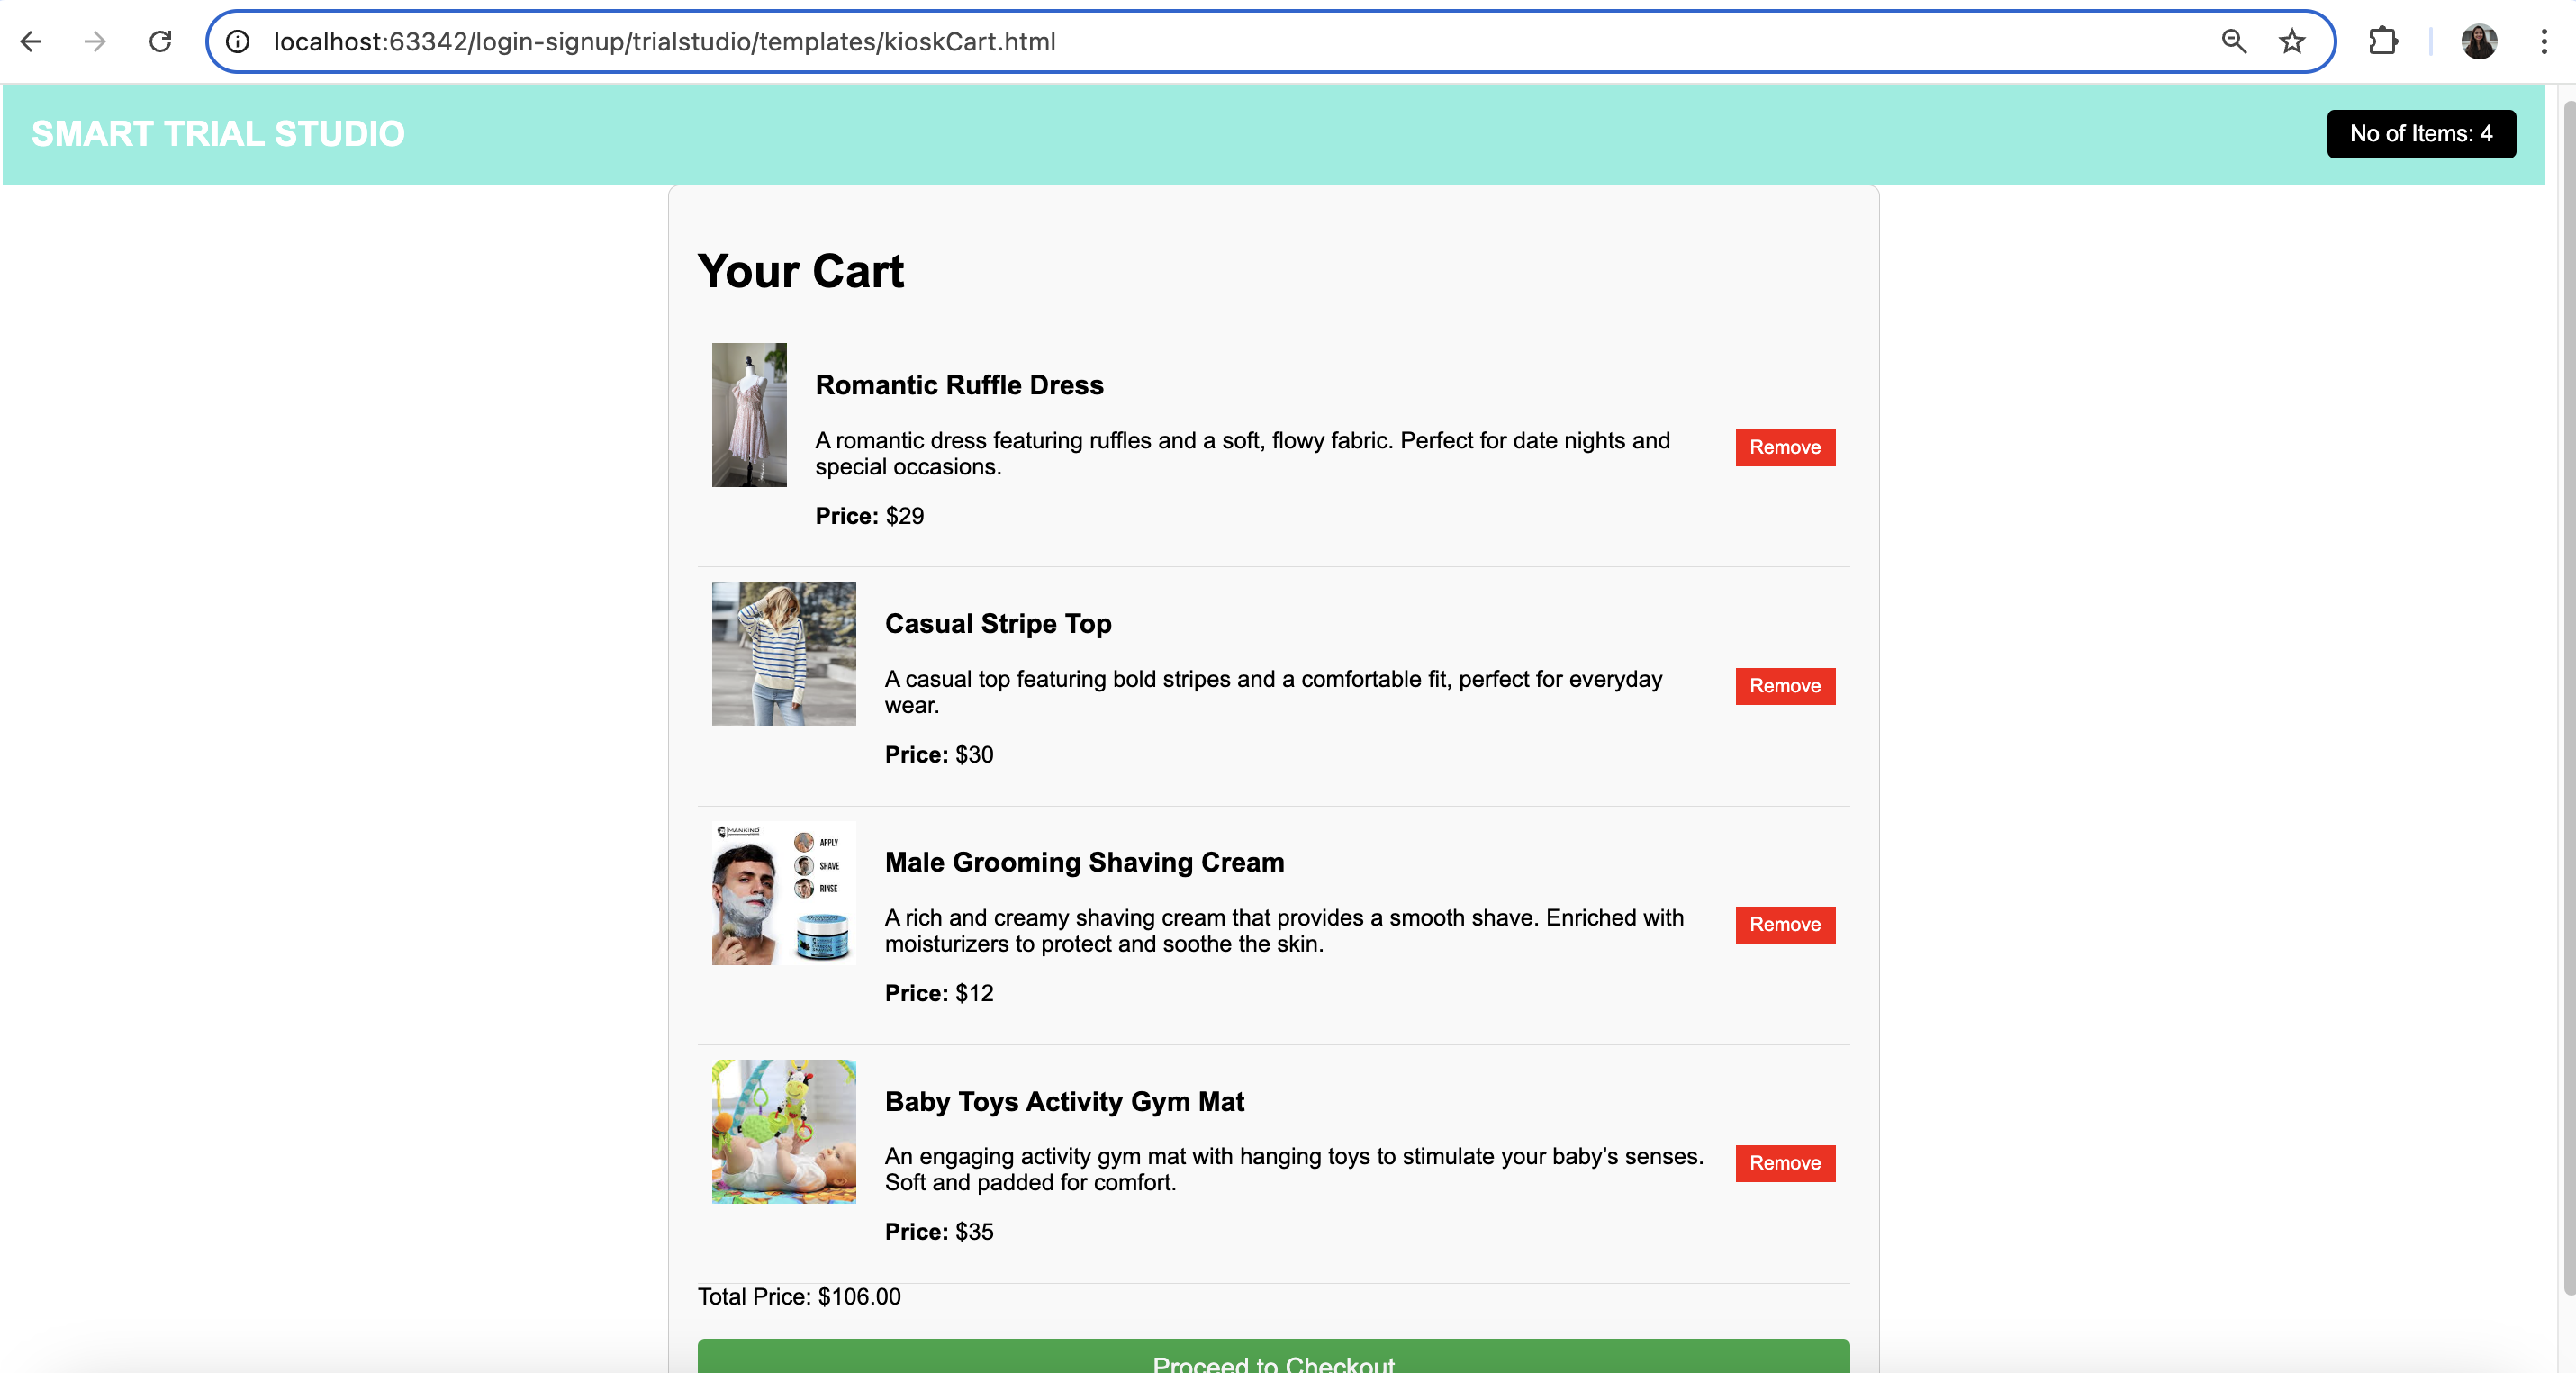 localhost:63342/login-signup/trialstudio/templates/kioskCart.html
SMART TRIAL STUDIO
No of Items: 4
Your Cart
Romantic Ruffle Dress
A romantic dress featuring ruffles and a soft, flowy fabric. Perfect for date nights and
special occasions.
Remove
Price: $29
Casual Stripe Top
A casual top featuring bold stripes and a comfortable fit, perfect for everyday
wear.
Remove
Price: $30
MANKIND
APPLY
SHAVE
RINSE
Male Grooming Shaving Cream
A rich and creamy shaving cream that provides a smooth shave. Enriched with
moisturizers to protect and soothe the skin.
Remove
Price: $12
Baby Toys Activity Gym Mat
An engaging activity gym mat with hanging toys to stimulate your baby’s senses.
Soft and padded for comfort.
Remove
Price: $35
Total Price: $106.00
Proceed to Checkout